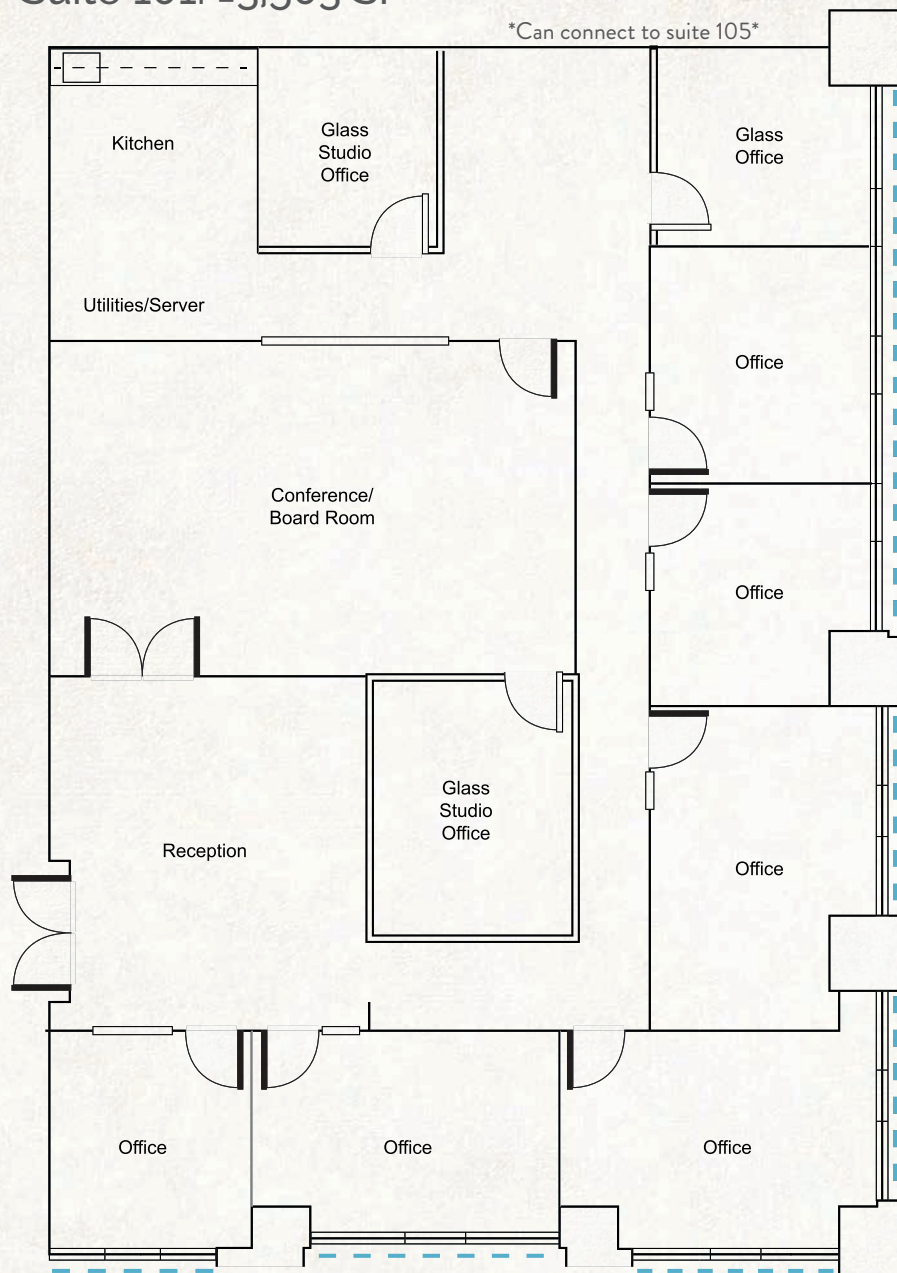 *Can connect to suite 105*
Kitchen
Glass
Studio
Office
Glass
Office
Utilities/Server
Office
Conference/
Board Room
Office
Glass
Studio
Office
Reception
Office
Office
Office
Office